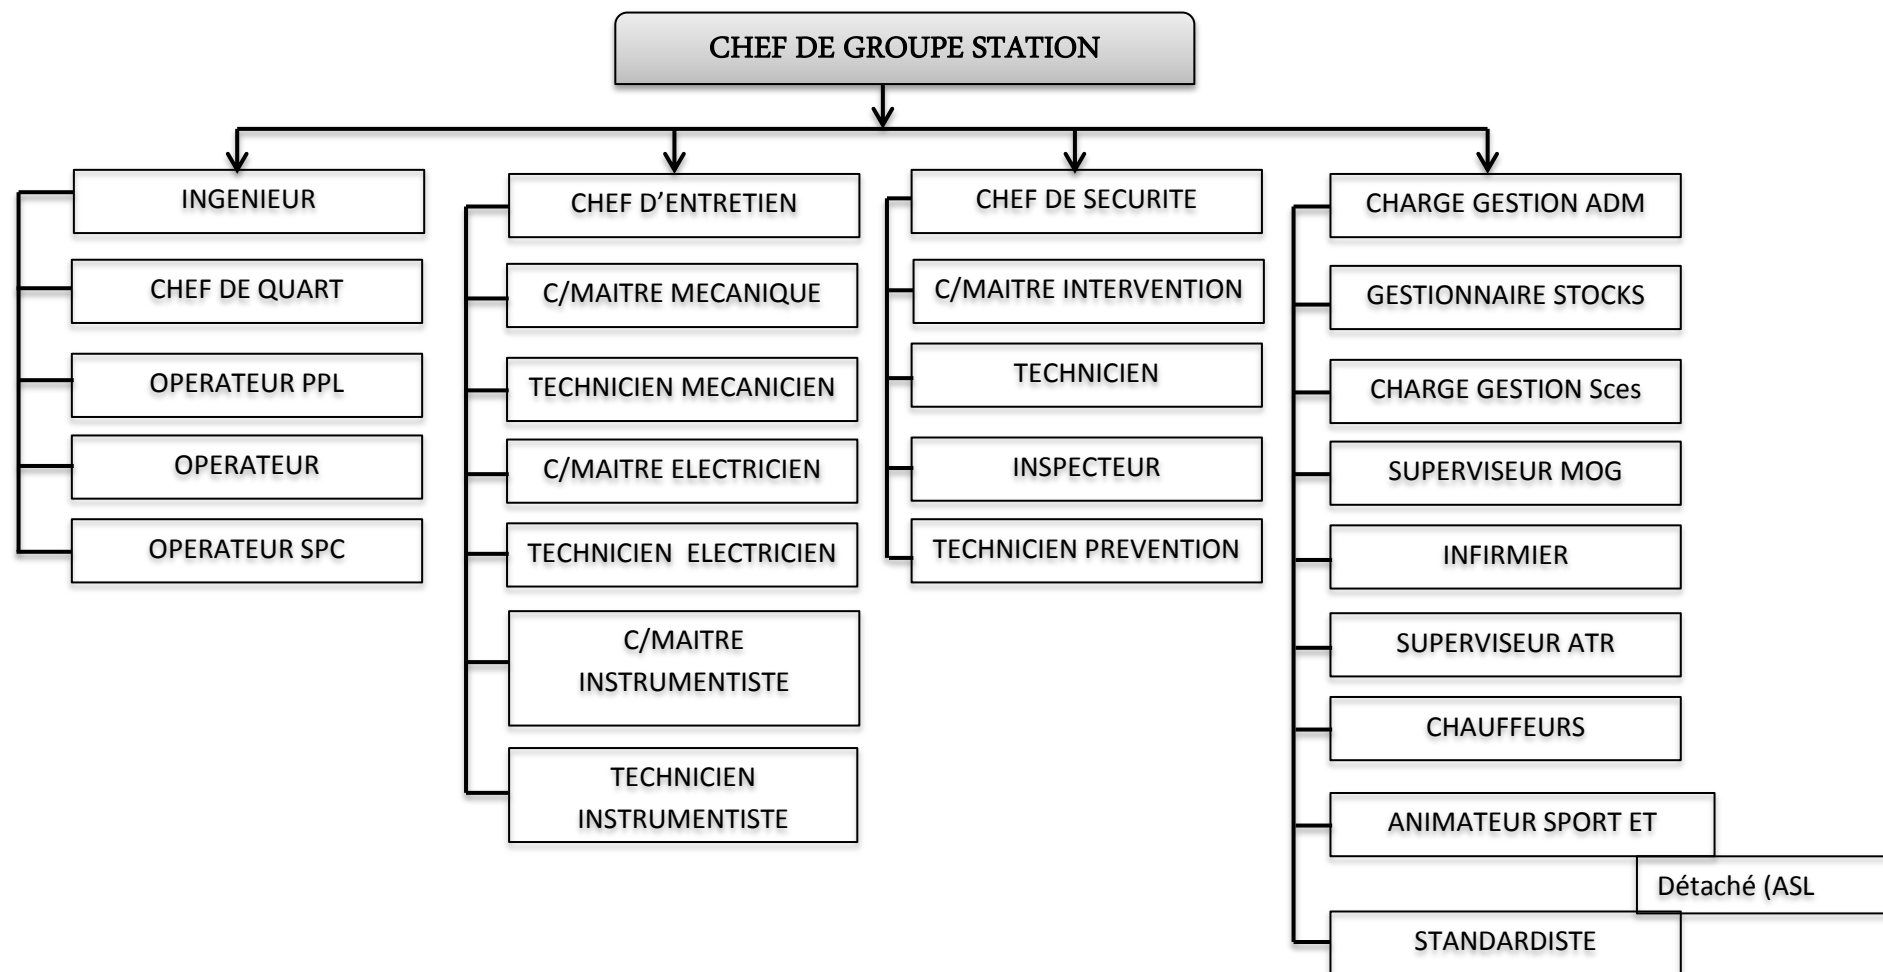 CHEF DE GROUPE STATION
INGENIEUR
CHEF DE QUART
OPERATEUR PPL
OPERATEUR
OPERATEUR SPC
CHEF D’ENTRETIEN
C/MAITRE MECANIQUE
TECHNICIEN MECANICIEN
C/MAITRE ELECTRICIEN
TECHNICIEN ELECTRICIEN
C/MAITRE
INSTRUMENTISTE
TECHNICIEN
INSTRUMENTISTE
CHEF DE SECURITE
C/MAITRE INTERVENTION
TECHNICIEN
INSPECTEUR
TECHNICIEN PREVENTION
CHARGE GESTION ADM
GESTIONNAIRE STOCKS
CHARGE GESTION Sces
SUPERVISEUR MOG
INFIRMIER
SUPERVISEUR ATR
CHAUFFEURS
ANIMATEUR SPORT ET
Détaché (ASL
STANDARDISTE